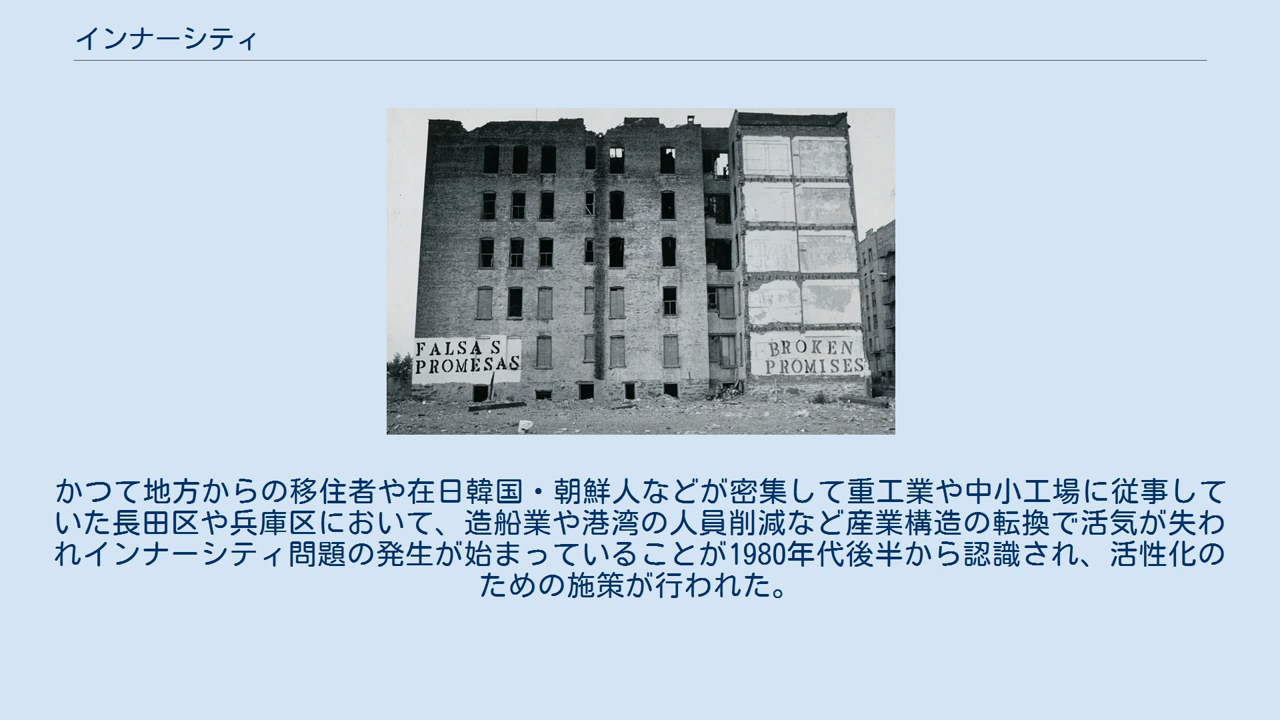 インナーシティ
FALSAS
PROMESAS
BROKEN
PROMISES
かつて地方からの移住者や在日韓国・朝鮮人などが密集して重工業や中小工場に従事して
いた長田区や兵庫区において、造船業や港湾の人員削減など産業構造の転換で活気が失わ
れインナーシティ問題の発生が始まっていることが1980年代後半から認識され、活性化の
ための施策が行われた。